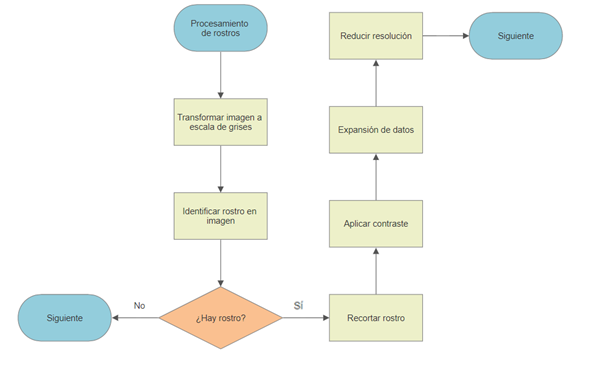 Procesamiento
de rostros
Transformar imagen a
escala de grises
Identificar rostro en
imagen
¿Hay rostro?
No
Siguiente
Sí
Recortar rostro
Aplicar contraste
Expansión de datos
Reducir resolución
Siguiente